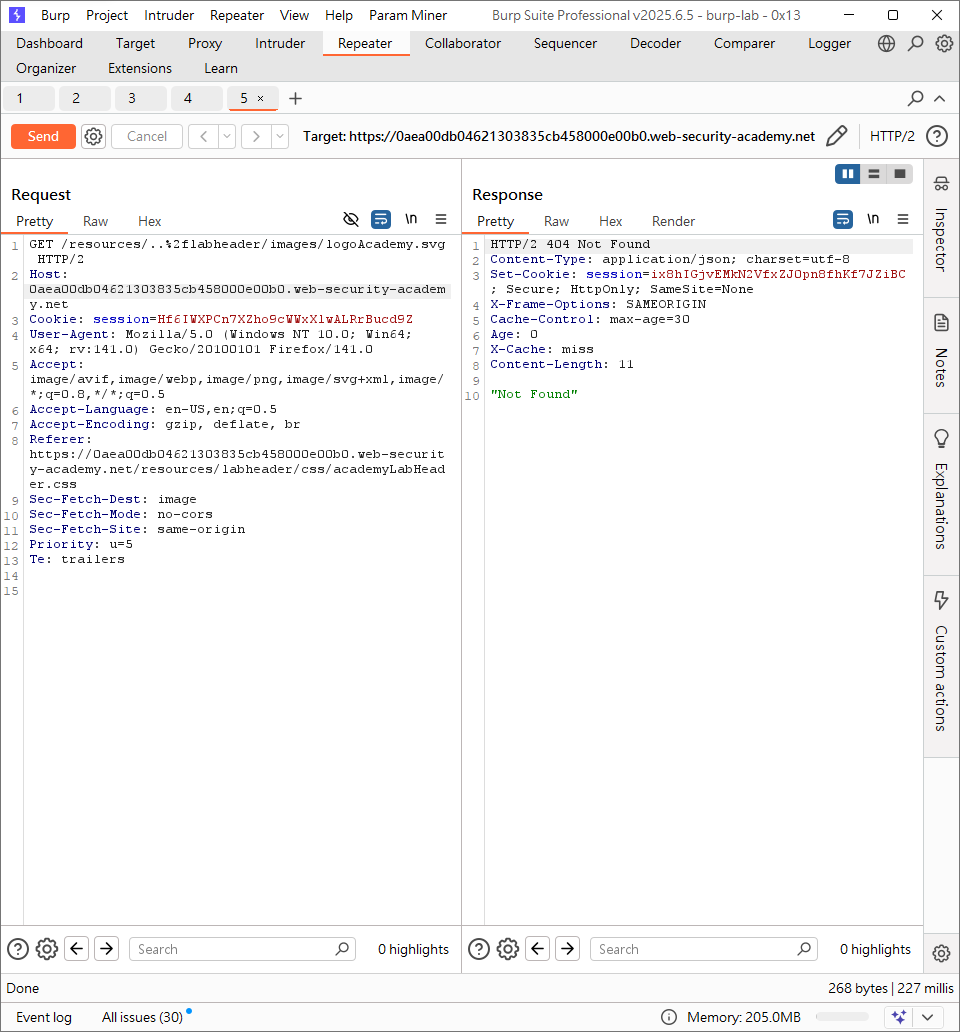 Burp Project Intruder Repeater View Help Param Miner Burp Suite Professional v2025.6.5 - burp-lab - 0x13
Dashboard Target Proxy Intruder Repeater Collaborator Sequencer Decoder Comparer Logger
Organizer Extensions Learn
1 2 3 4 5 × +
Send Cancel < > Target: https://0aea00db04621303835cb458000e00b0.web-security-academy.net HTTP/2 ?
Request
Pretty Raw Hex \n
1 GET /resources/..%2flabheader/images/logoAcademy.svg
HTTP/2
2 Host:
0aea00db04621303835cb458000e00b0.web-security-academ
y.net
3 Cookie: session=Hf6IWXPCn7XZho9cWWxXlwALRrBucd9Z
4 User-Agent: Mozilla/5.0 (Windows NT 10.0; Win64;
x64; rv:141.0) Gecko/20100101 Firefox/141.0
5 Accept:
image/avif,image/webp,image/png,image/svg+xml,image/
*;q=0.8,*/*;q=0.5
6 Accept-Language: en-US,en;q=0.5
7 Accept-Encoding: gzip, deflate, br
8 Referer:
https://0aea00db04621303835cb458000e00b0.web-securit
y-academy.net/resources/labheader/css/academyLabHead
er.css
9 Sec-Fetch-Dest: image
10 Sec-Fetch-Mode: no-cors
11 Sec-Fetch-Site: same-origin
12 Priority: u=5
13 Te: trailers
14
15
? Search 0 highlights
Response
Pretty Raw Hex Render \n
1 HTTP/2 404 Not Found
2 Content-Type: application/json; charset=utf-8
3 Set-Cookie: session=ix8hIGjvEMkN2VfxZJOpn8fhKf7JZiBC
; Secure; HttpOnly; SameSite=None
4 X-Frame-Options: SAMEORIGIN
5 Cache-Control: max-age=30
6 Age: 0
7 X-Cache: miss
8 Content-Length: 11
9
10 "Not Found"
? Search 0 highlights
Inspector
Notes
Explanations
Custom actions
Done 268 bytes | 227 millis
Event log All issues (30) Memory: 205.0MB